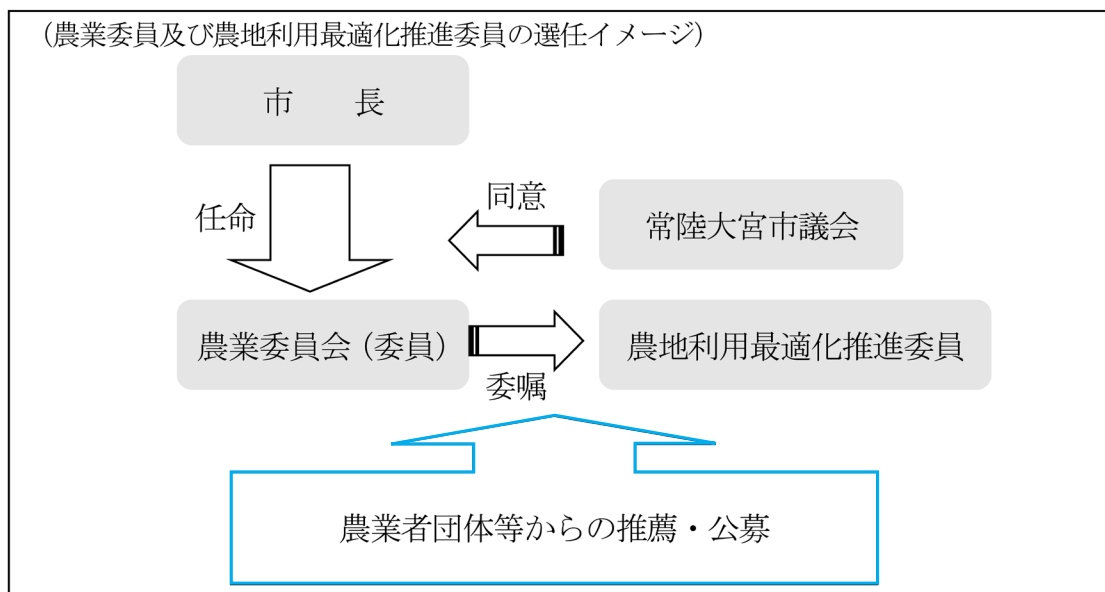 （農業委員及び農地利用最適化推進委員の選任イメージ）
市　　長
任命
同意
常陸大宮市議会
農業委員会（委員）
農地利用最適化推進委員
委嘱
農業者団体等からの推薦・公募